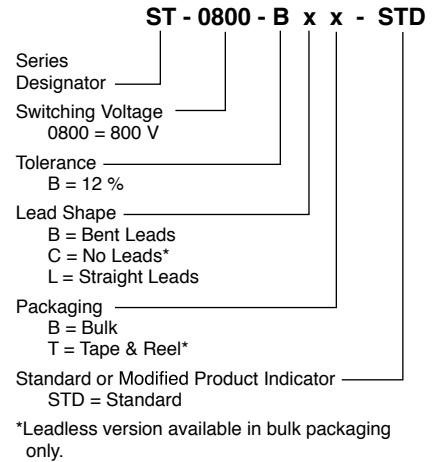 ST - 0800 - B x x - STD
Series
Designator
Switching Voltage
0800 = 800 V
Tolerance
B = 12 %
Lead Shape
B = Bent Leads
C = No Leads*
L = Straight Leads
Packaging
B = Bulk
T = Tape & Reel*
Standard or Modified Product Indicator
STD = Standard
*Leadless version available in bulk packaging
only.